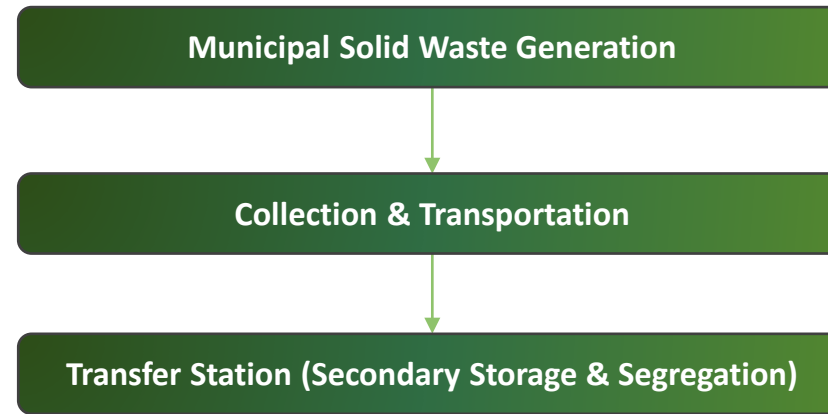 Municipal Solid Waste Generation
Collection & Transportation
Transfer Station (Secondary Storage & Segregation)